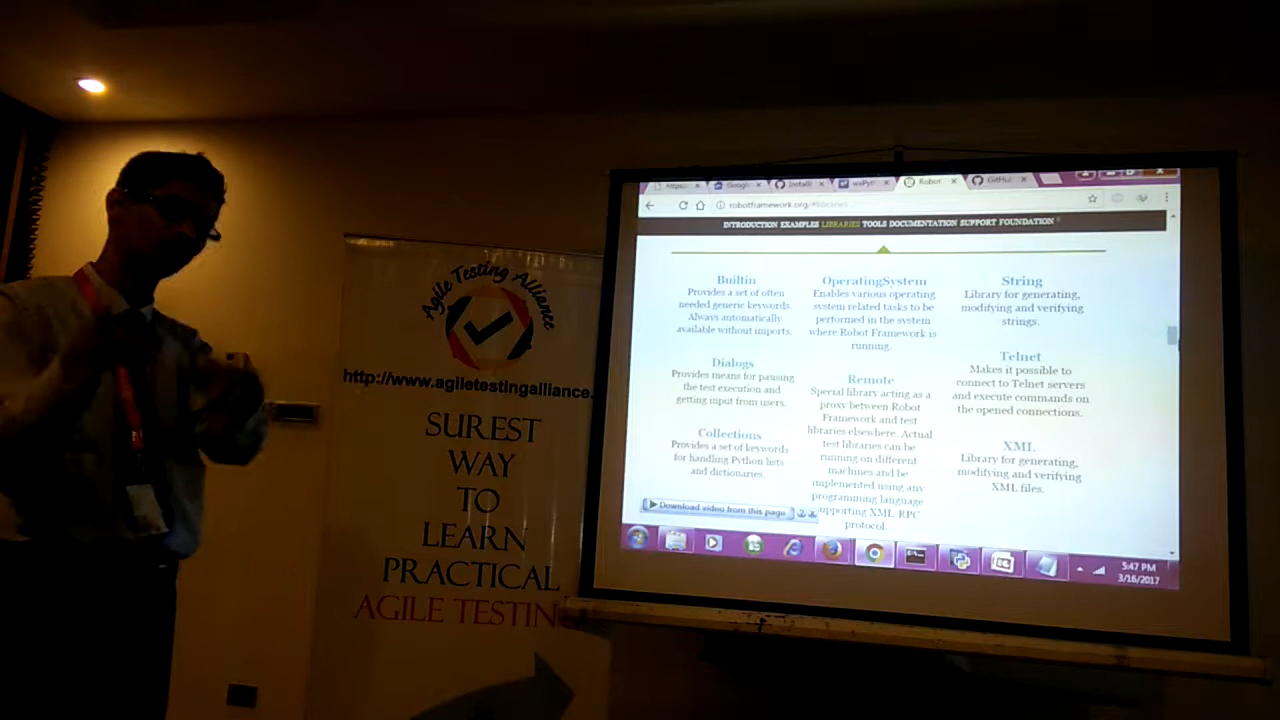 Agile Testing Alliance
http://www.agiletestingalliance.
SUREST
WAY
TO
LEARN
PRACTICAL
AGILE TESTIN
Googl
Install
wxPyt
Robot
GitHu
robotframework.org/#libraries
INTRODUCTION EXAMPLES LIBRARIES TOOLS DOCUMENTATION SUPPORT FOUNDATION
Builtin
Provides a set of often
needed generic keywords.
Always automatically
available without imports.
Dialogs
Provides means for pausing
the test execution and
getting input from users.
Collections
Provides a set of keywords
for handling Python lists
and dictionaries.
OperatingSystem
Enables various operating
system related tasks to be
performed in the system
where Robot Framework is
running.
Remote
Special library acting as a
proxy between Robot
Framework and test
libraries elsewhere. Actual
test libraries can be
running on different
machines and be
implemented using any
programming language
supporting XML-RPC
protocol.
String
Library for generating,
modifying and verifying
strings.
Telnet
Makes it possible to
connect to Telnet servers
and execute commands on
the opened connections.
XML
Library for generating,
modifying and verifying
XML files.
Download video from this page
5:47 PM
3/16/2017